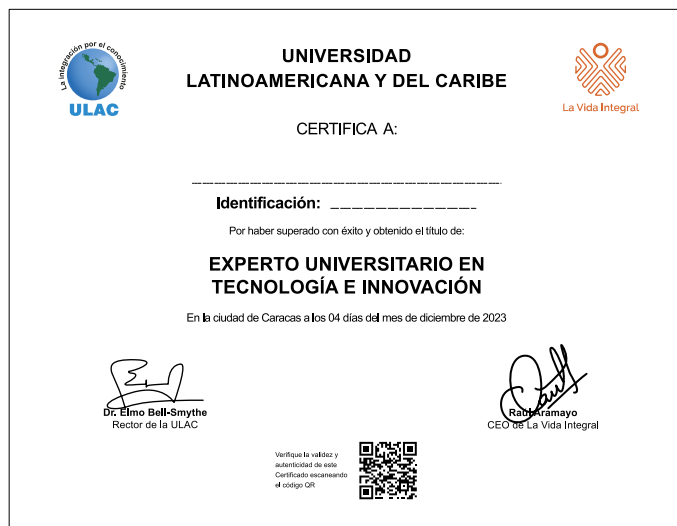 La integración por el conocimiento
ULAC
UNIVERSIDAD
LATINOAMERICANA Y DEL CARIBE
La Vida Integral
CERTIFICA A:
Identificación:
Por haber superado con éxito y obtenido el título de:
EXPERTO UNIVERSITARIO EN
TECNOLOGÍA E INNOVACIÓN
En la ciudad de Caracas a los 04 días del mes de diciembre de 2023
Dr. Elmo Bell-Smythe
Rector de la ULAC
Raúl Aramayo
CEO de La Vida Integral
Verifique la validez y
autenticidad de este
Certificado escaneando
el código QR